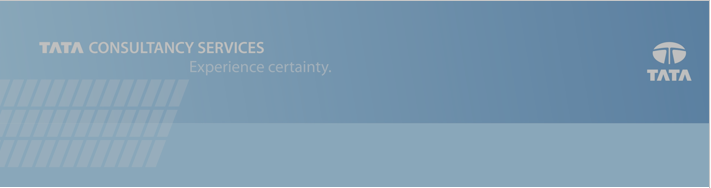 TATA CONSULTANCY SERVICES
Experience certainty.
TATA